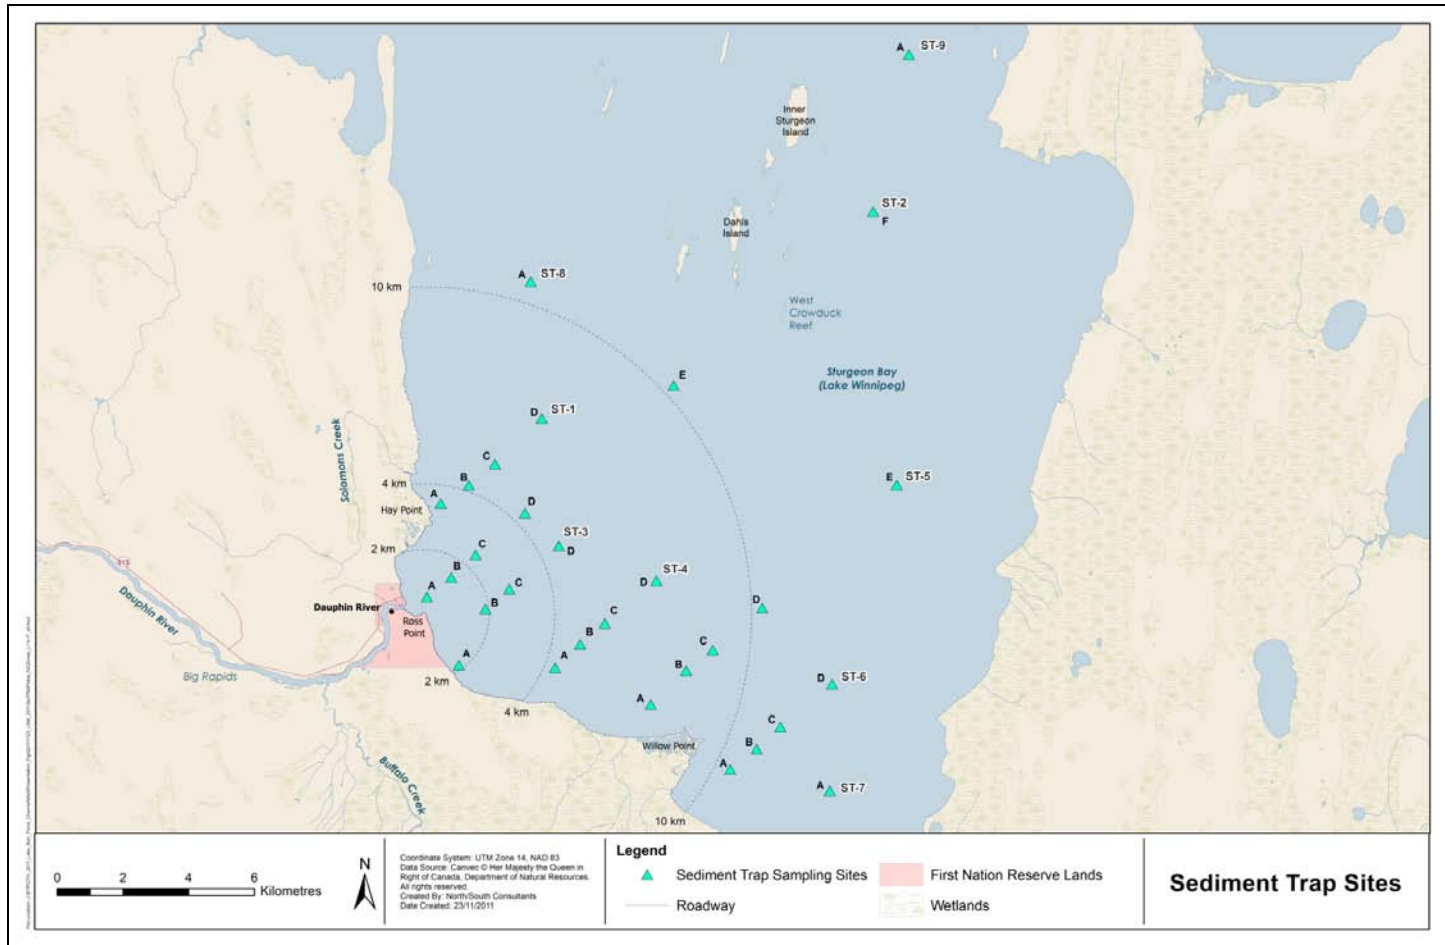 A ST-9
Inner
Sturgeon
Island
ST-2
F
Dahls
Island
A ST-8
10 km
West
Crowduck
Reef
E
Sturgeon Bay
(Lake Winnipeg)
D ST-1
C
4 km
B
A
E ST-5
Solomons Creek
Hay Point
D
ST-3
D
2 km
C
513
B
ST-4
D
C
A
Dauphin River
Dauphin River
B
D
Ross
Point
C
B
C
A
A
B
Big Rapids
2 km
D ST-6
A
4 km
C
Willow Point
B
A
Buffalo Creek
A ST-7
10 km
0 2 4 6
Kilometres
N
Coordinate System: UTM Zone 14, NAD 83
Data Source: Canvec © Her Majesty the Queen in
Right of Canada, Department of Natural Resources.
All rights reserved.
Created By: North/South Consultants
Date Created: 23/11/2011
Legend
Sediment Trap Sampling Sites
First Nation Reserve Lands
Roadway
Wetlands
Sediment Trap Sites